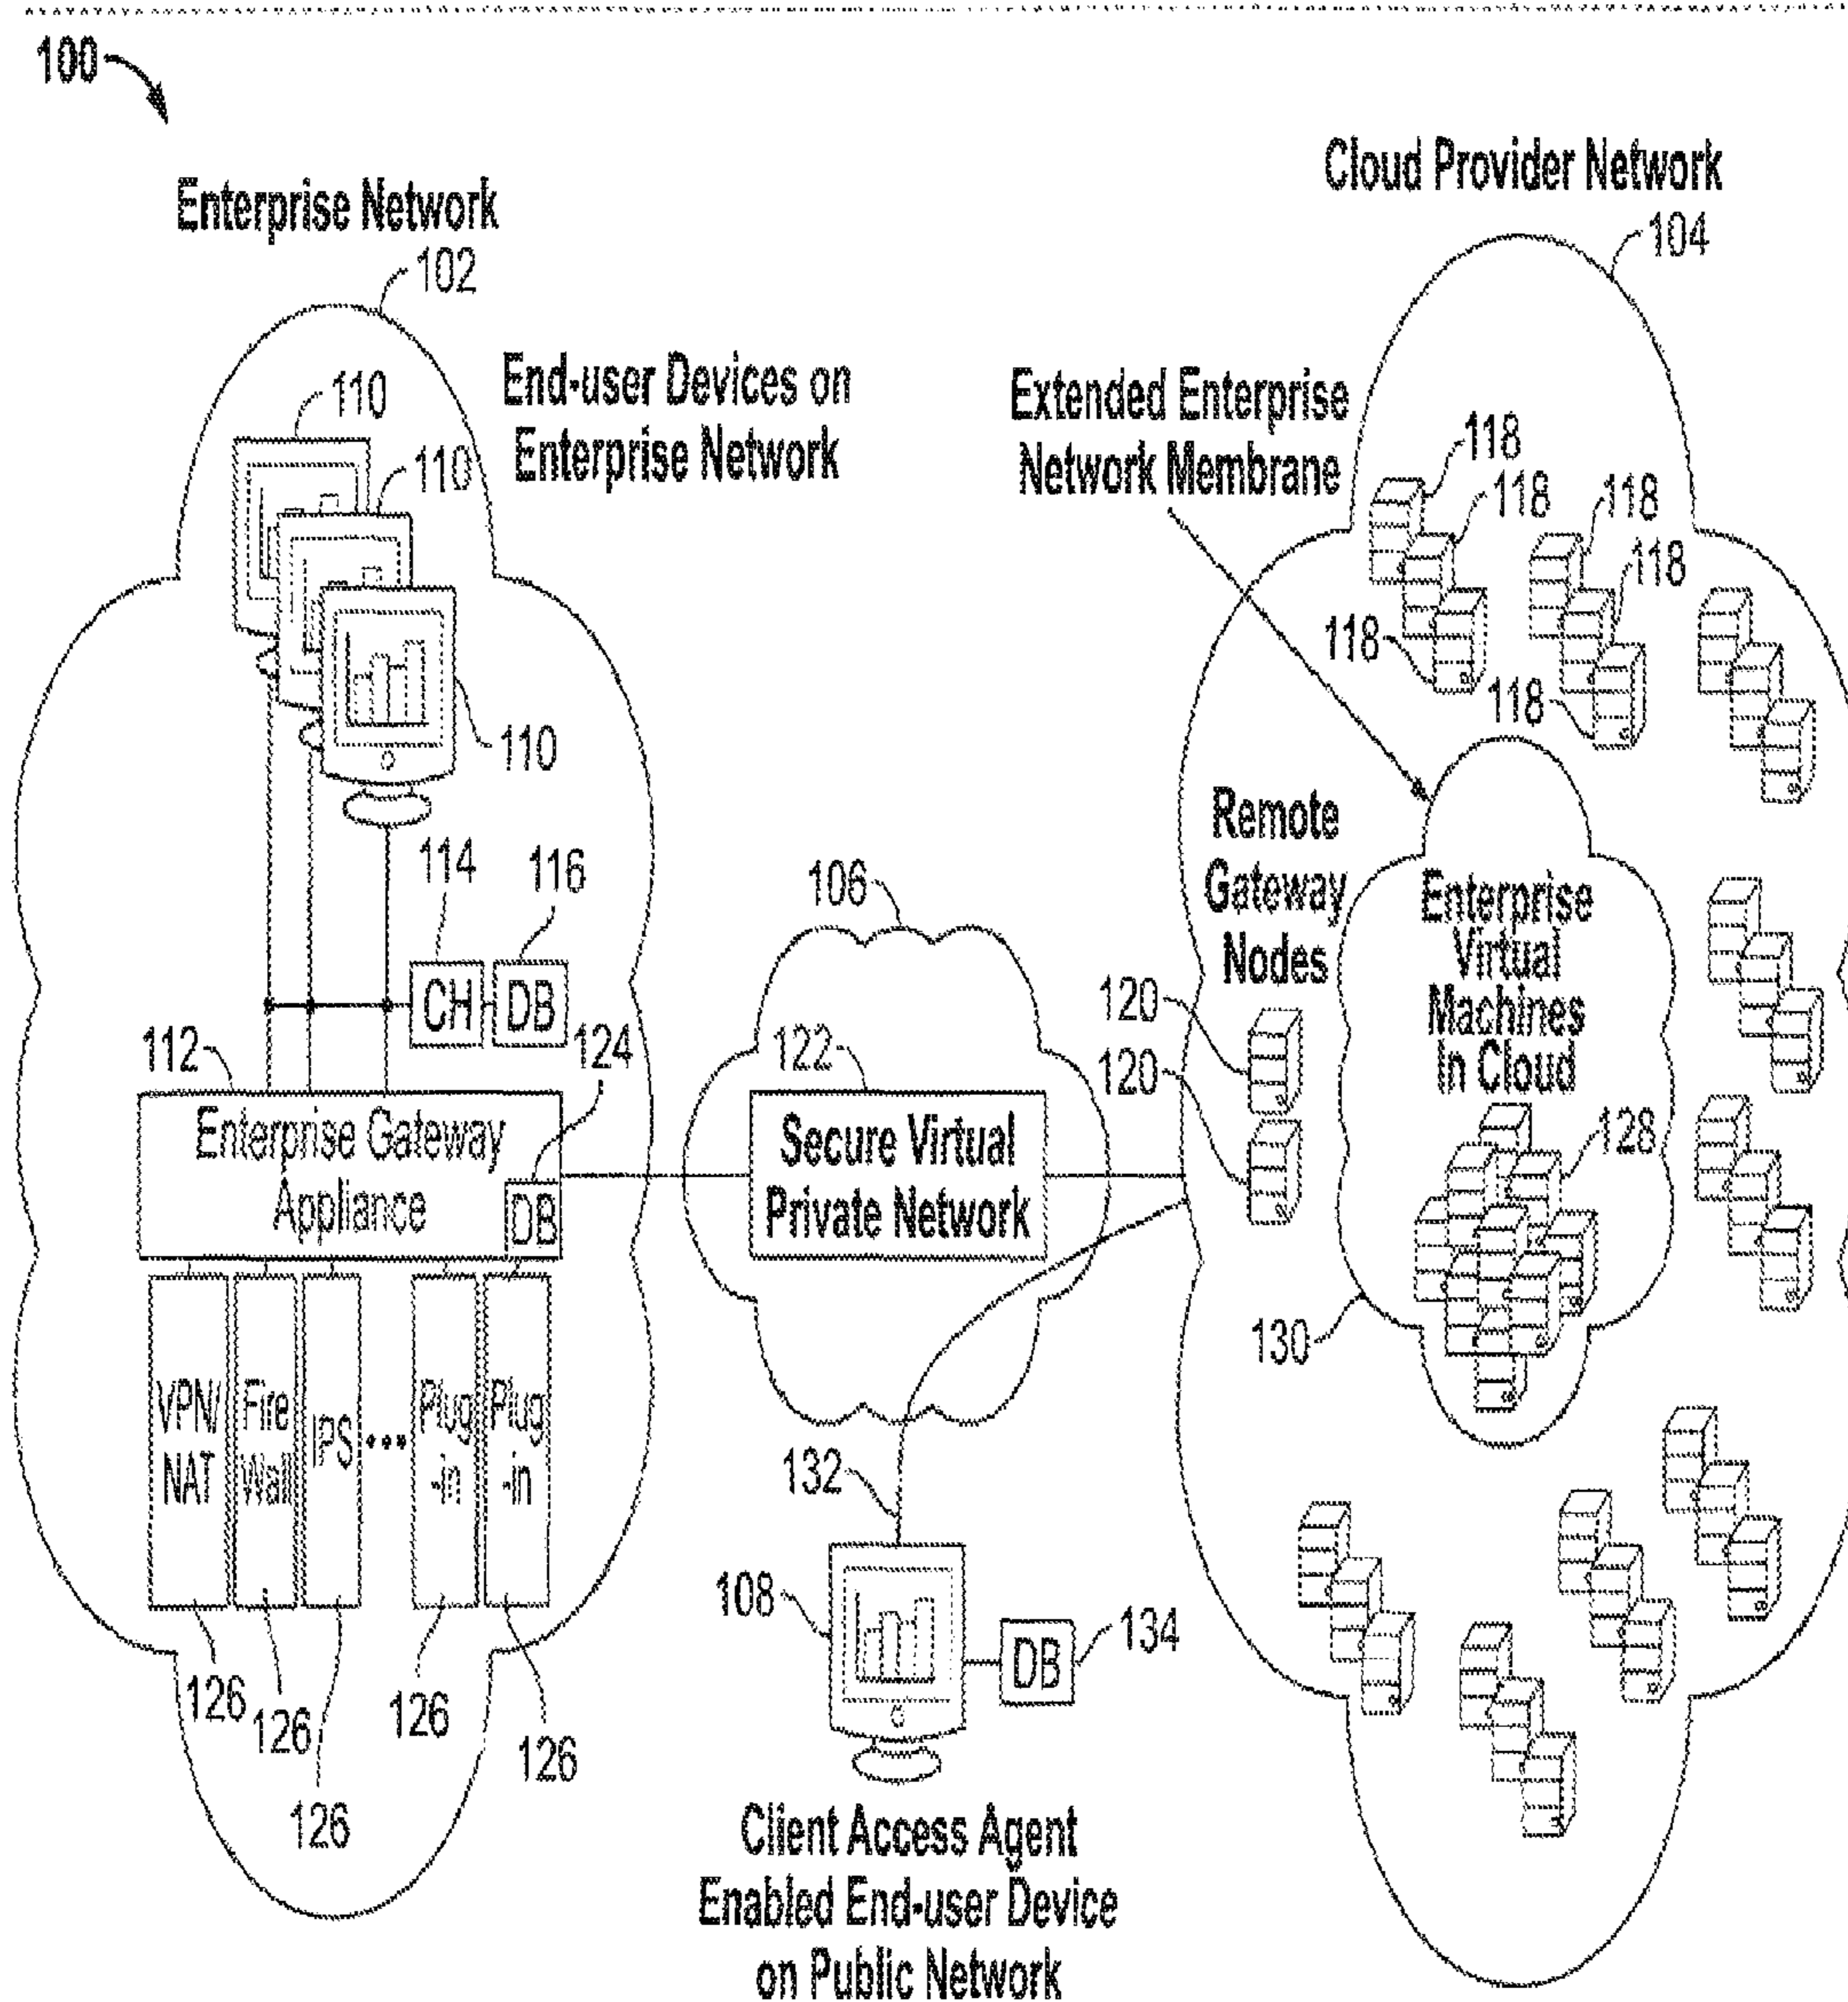 100
Enterprise Network
102
Cloud Provider Network
104
End-user Devices on
Enterprise Network
110
110
110
Extended Enterprise
Network Membrane
118
118
118
118
118
118
Remote
Gateway
Nodes
Enterprise
Virtual
Machines
in Cloud
114
116
106
CH
DB
112
124
122
120
120
128
Enterprise Gateway
Appliance
DB
Secure Virtual
Private Network
130
VPN/
NAT
Fire
Wall
IPS
•••
Plug
-in
Plug
-in
132
108
DB
134
126
126
126
126
126
Client Access Agent
Enabled End-user Device
on Public Network